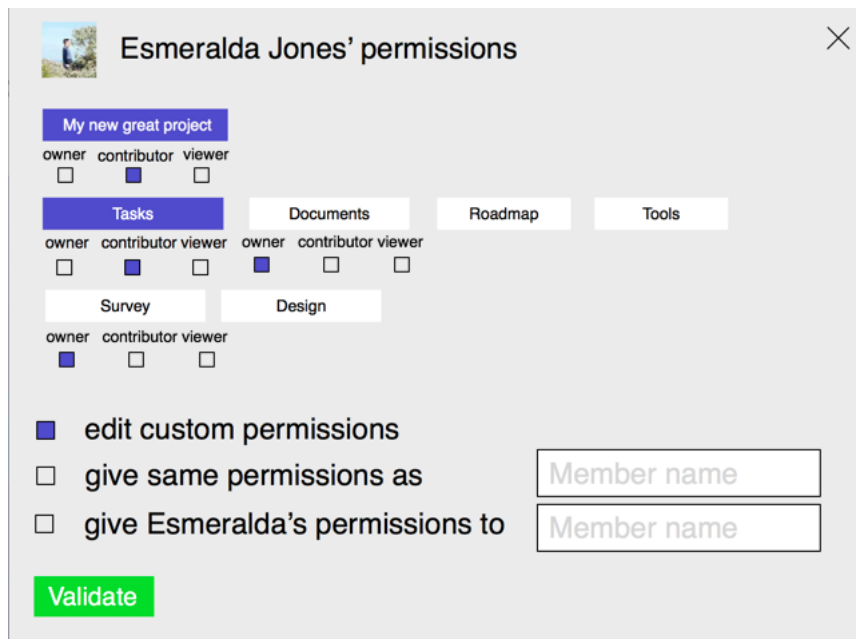 Esmeralda Jones’ permissions
My new great project
owner contributor viewer
Tasks Documents Roadmap Tools
owner contributor viewer owner contributor viewer
Survey Design
owner contributor viewer
edit custom permissions
give same permissions as Member name
give Esmeralda’s permissions to Member name
Validate